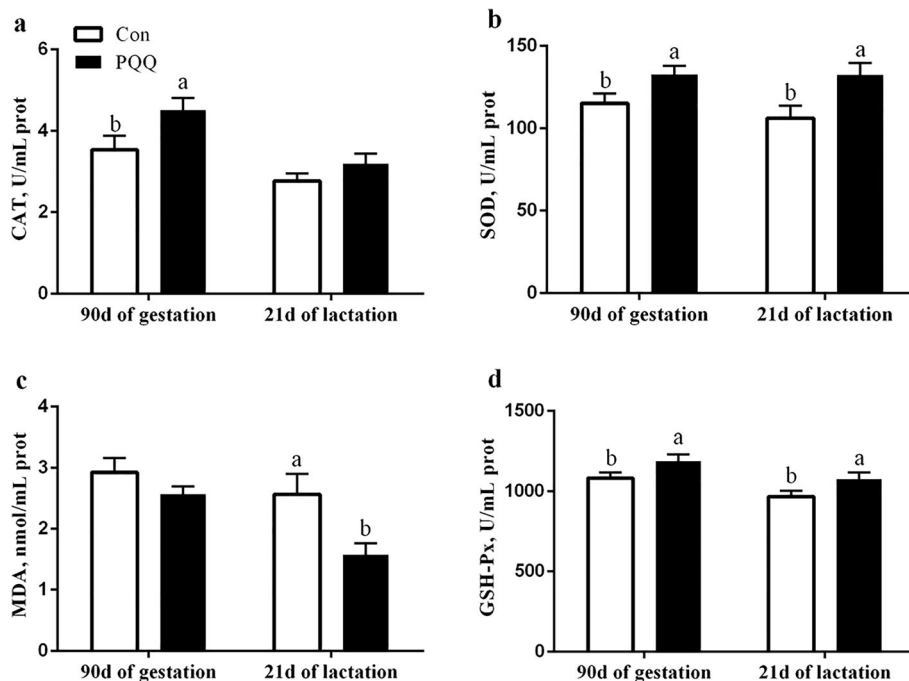 a
Con
PQQ
6
4
2
0
CAT, U/mL prot
b
a
90d of gestation
21d of lactation
b
150
100
50
0
SOD, U/mL prot
b
a
b
a
90d of gestation
21d of lactation
c
4
3
2
1
0
MDA, nmol/mL prot
a
b
90d of gestation
21d of lactation
d
1500
1000
500
0
GSH-Px, U/mL prot
b
a
b
a
90d of gestation
21d of lactation